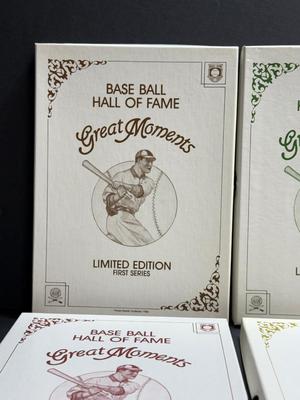 BASE BALL
HALL OF FAME
Great Moments
LIMITED EDITION
FIRST SERIES
BASE BALL
HALL OF FAME
Great Moments